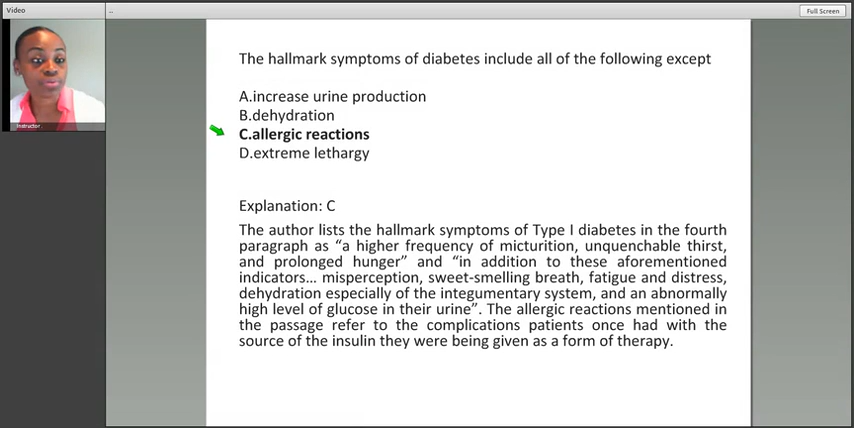 Video
..
Full Screen
Instructor
The hallmark symptoms of diabetes include all of the following except
A.increase urine production
B.dehydration
C.allergic reactions
D.extreme lethargy
Explanation: C
The author lists the hallmark symptoms of Type I diabetes in the fourth
paragraph as “a higher frequency of micturition, unquenchable thirst,
and prolonged hunger” and “in addition to these aforementioned
indicators... misperception, sweet-smelling breath, fatigue and distress,
dehydration especially of the integumentary system, and an abnormally
high level of glucose in their urine”. The allergic reactions mentioned in
the passage refer to the complications patients once had with the
source of the insulin they were being given as a form of therapy.